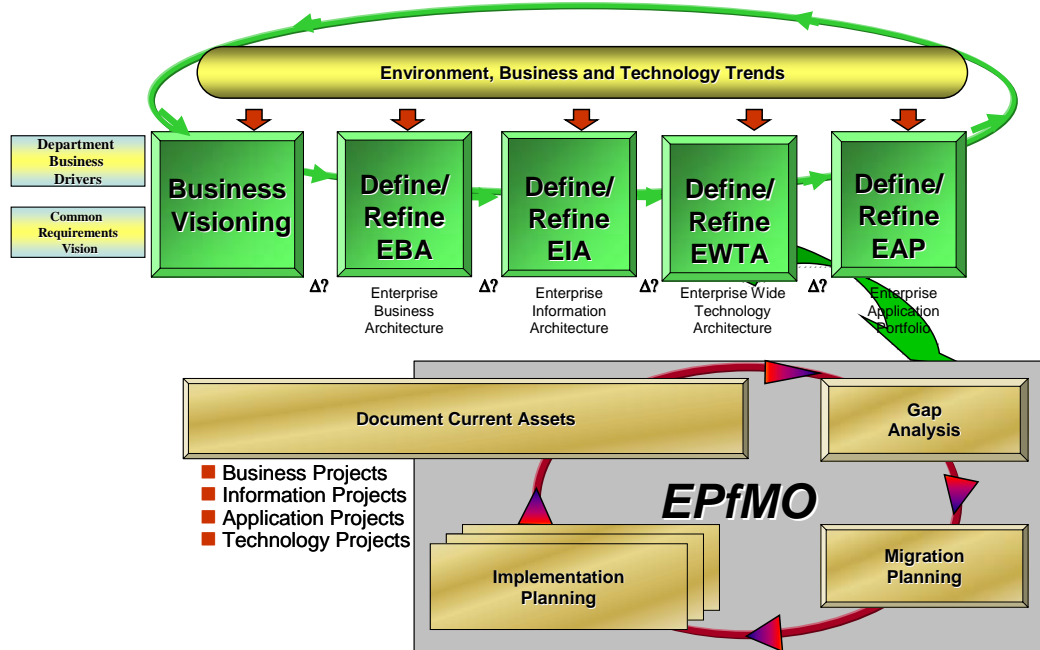 Environment, Business and Technology Trends
Department
Business
Drivers
Common
Requirements
Vision
Business
Visioning
Define/
Refine
EBA
Define/
Refine
EIA
Define/
Refine
EWTA
Define/
Refine
EAP
Δ?
Δ?
Δ?
Δ?
Enterprise
Business
Architecture
Enterprise
Information
Architecture
Enterprise Wide
Technology
Architecture
Enterprise
Application
Portfolio
Document Current Assets
Gap
Analysis
Business Projects
Information Projects
Application Projects
Technology Projects
EPfMO
Implementation
Planning
Migration
Planning